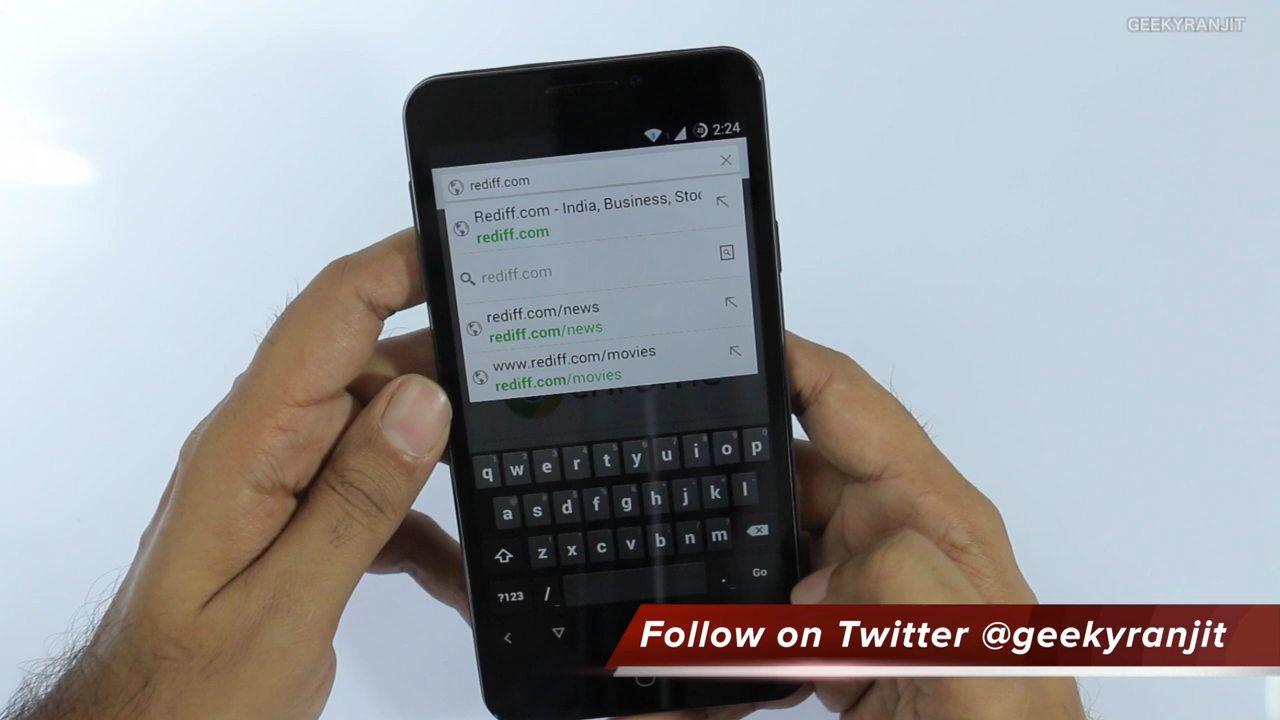 GEEKYRANJIT
2:24
rediff.com
Rediff.com - India, Business, Stoc
rediff.com
rediff.com
rediff.com/news
rediff.com/news
www.rediff.com/movies
rediff.com/movies
q w e r t y u i o p
a s d f g h j k l
z x c v b n m
?123 / . Go
Follow on Twitter @geekyranjit